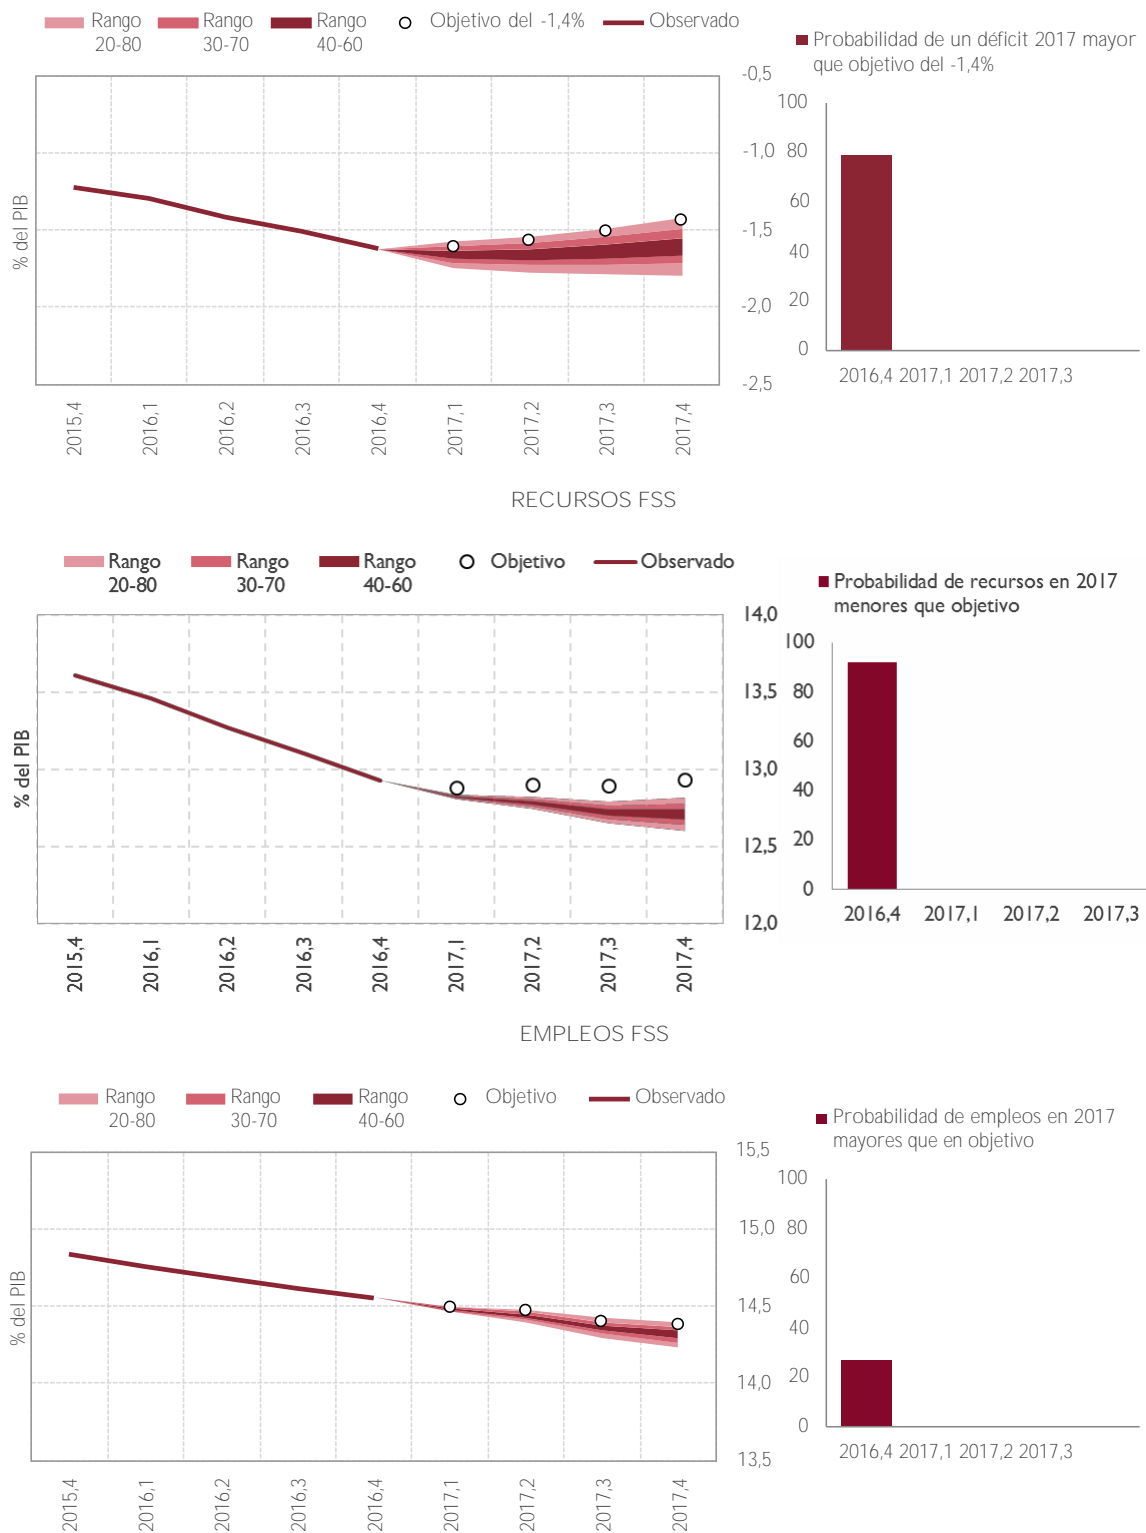 Rango 20-80
Rango 30-70
Rango 40-60
Objetivo del -1,4%
Observado
% del PIB
-0,5
-1,0
-1,5
-2,0
-2,5
2015,4
2016,1
2016,2
2016,3
2016,4
2017,1
2017,2
2017,3
2017,4
Probabilidad de un déficit 2017 mayor
que objetivo del -1,4%
100
80
60
40
20
0
2016,4 2017,1 2017,2 2017,3
RECURSOS FSS
Rango 20-80
Rango 30-70
Rango 40-60
Objetivo
Observado
% del PIB
14,0
13,5
13,0
12,5
12,0
2015,4
2016,1
2016,2
2016,3
2016,4
2017,1
2017,2
2017,3
2017,4
Probabilidad de recursos en 2017
menores que objetivo
100
80
60
40
20
0
2016,4 2017,1 2017,2 2017,3
EMPLEOS FSS
Rango 20-80
Rango 30-70
Rango 40-60
Objetivo
Observado
% del PIB
15,5
15,0
14,5
14,0
13,5
2015,4
2016,1
2016,2
2016,3
2016,4
2017,1
2017,2
2017,3
2017,4
Probabilidad de empleos en 2017
mayores que en objetivo
100
80
60
40
20
0
2016,4 2017,1 2017,2 2017,3